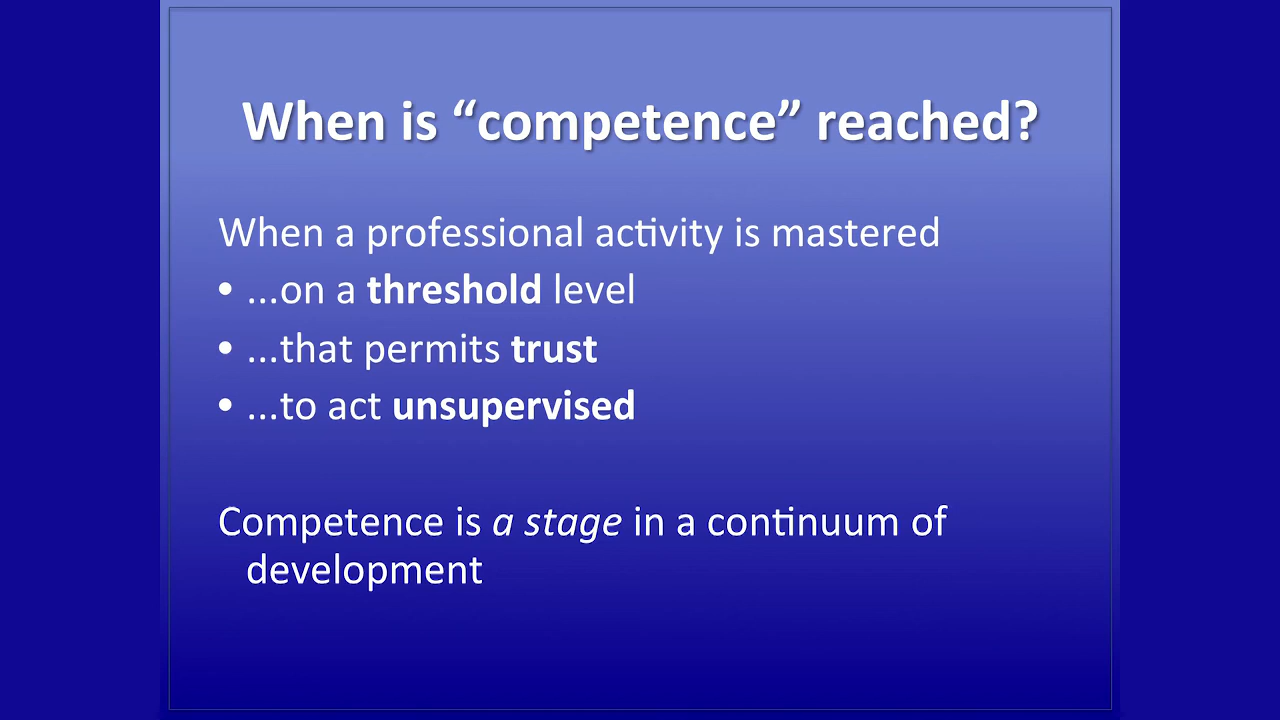 When is “competence” reached?
When a professional activity is mastered
• ...on a threshold level
• ...that permits trust
• ...to act unsupervised
Competence is a stage in a continuum of
development